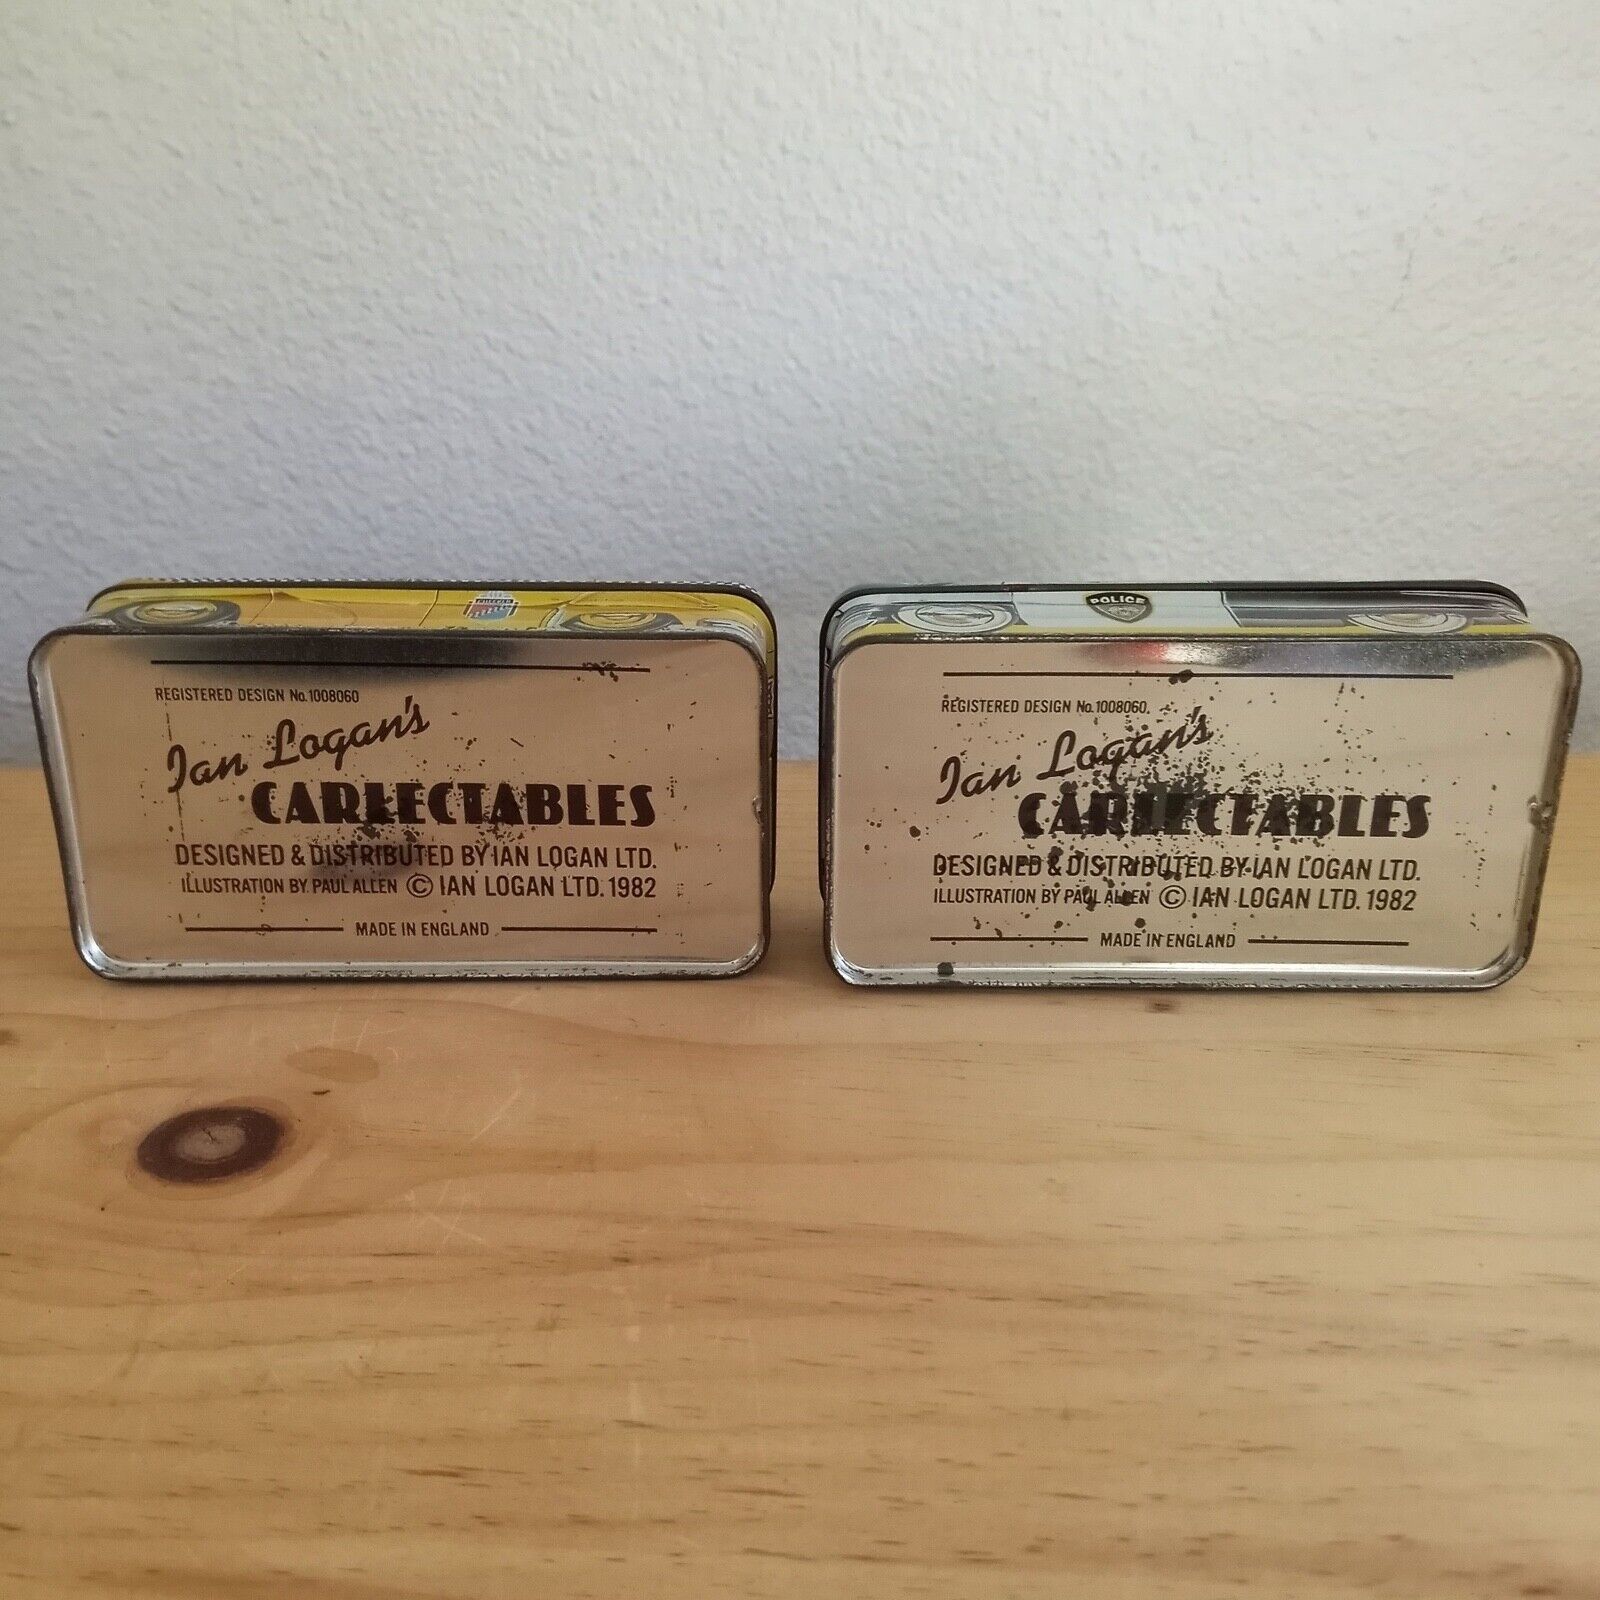 REGISTERED DESIGN No. 1008060
Ian Logan's
CARLECTABLES
DESIGNED & DISTRIBUTED BY IAN LOGAN LTD.
ILLUSTRATION BY PAUL ALLEN © IAN LOGAN LTD. 1982
MADE IN ENGLAND
POLICE
REGISTERED DESIGN No. 1008060
Ian Logan's
CARLECTABLES
DESIGNED & DISTRIBUTED BY IAN LOGAN LTD.
ILLUSTRATION BY PAUL ALLEN © IAN LOGAN LTD. 1982
MADE IN ENGLAND